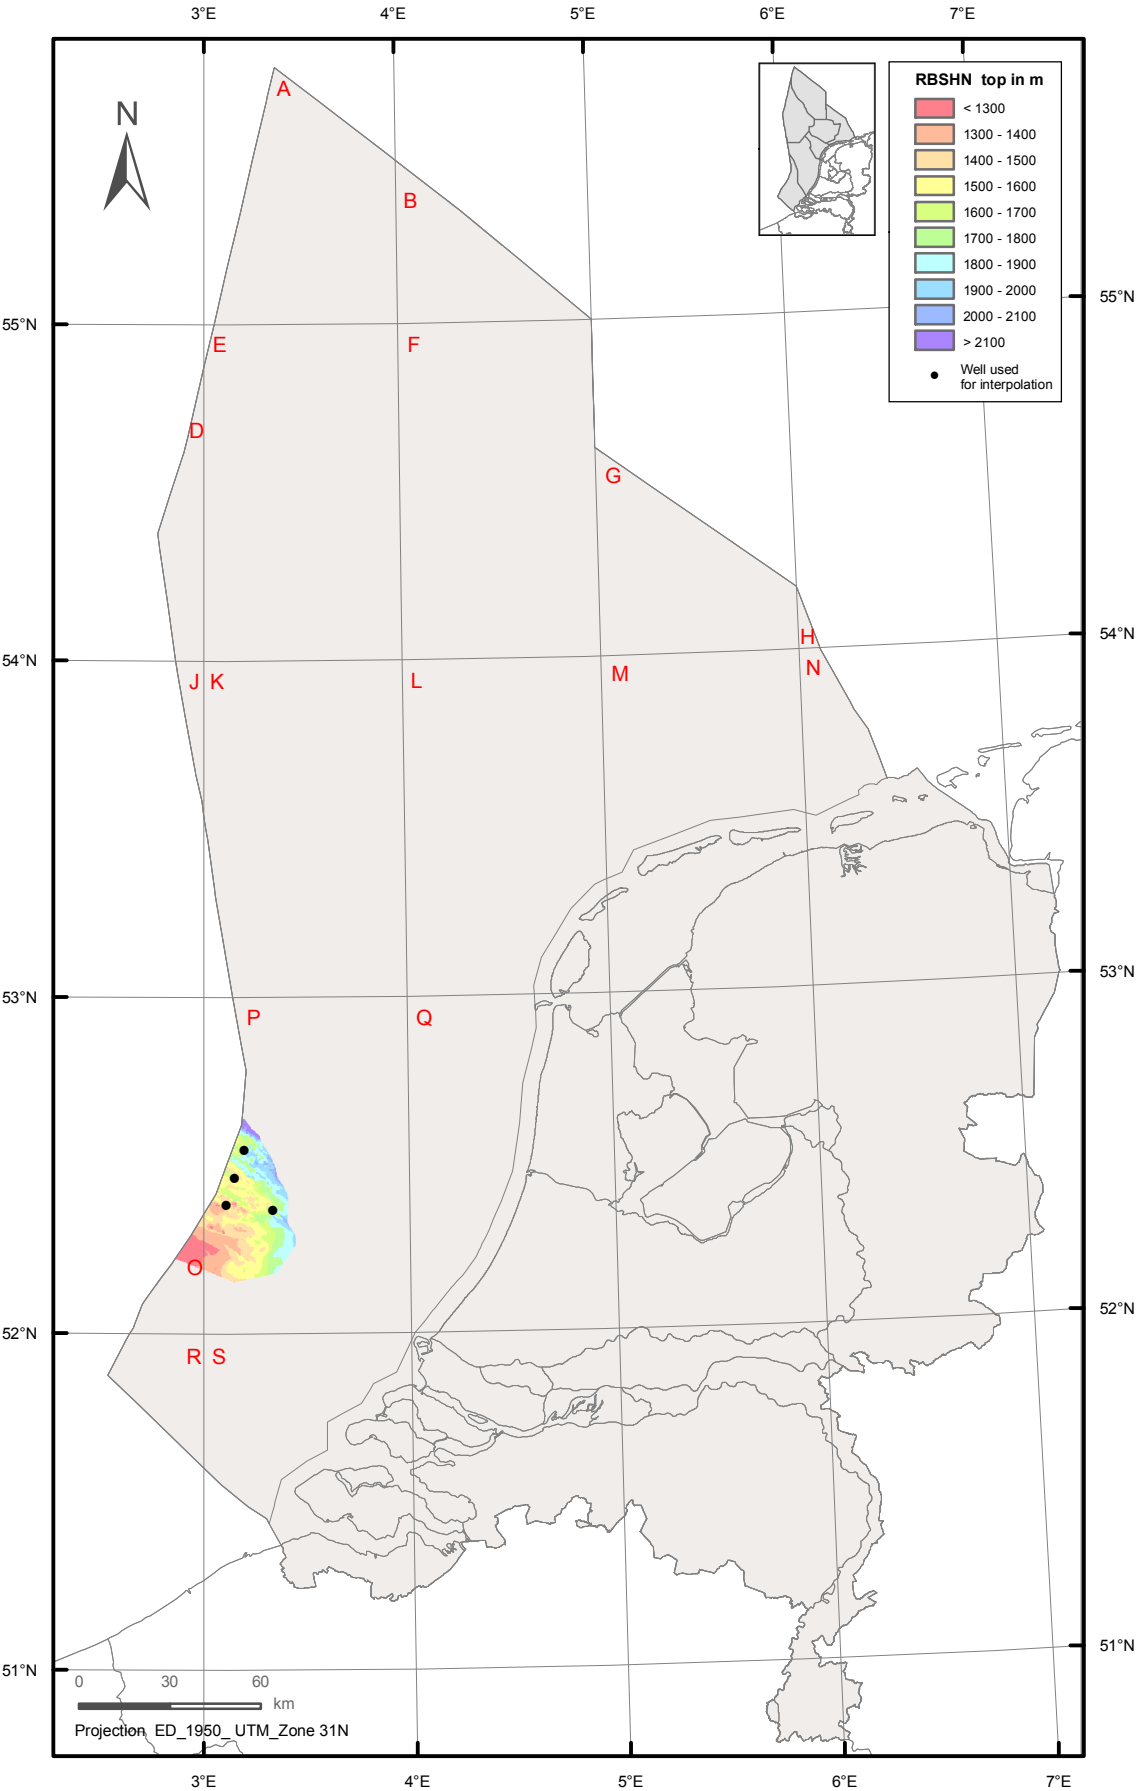 3°E 4°E 5°E 6°E 7°E
N
A
B
RBSHN top in m
< 1300
1300 - 1400
1400 - 1500
1500 - 1600
1600 - 1700
1700 - 1800
1800 - 1900
1900 - 2000
2000 - 2100
> 2100
Well used
for interpolation
55°N 55°N
E F
D
G
H
54°N 54°N
J K L M N
53°N 53°N
P Q
O
52°N 52°N
R S
51°N 51°N
0 30 60
km
Projection ED_1950_ UTM_Zone 31N
3°E 4°E 5°E 6°E 7°E